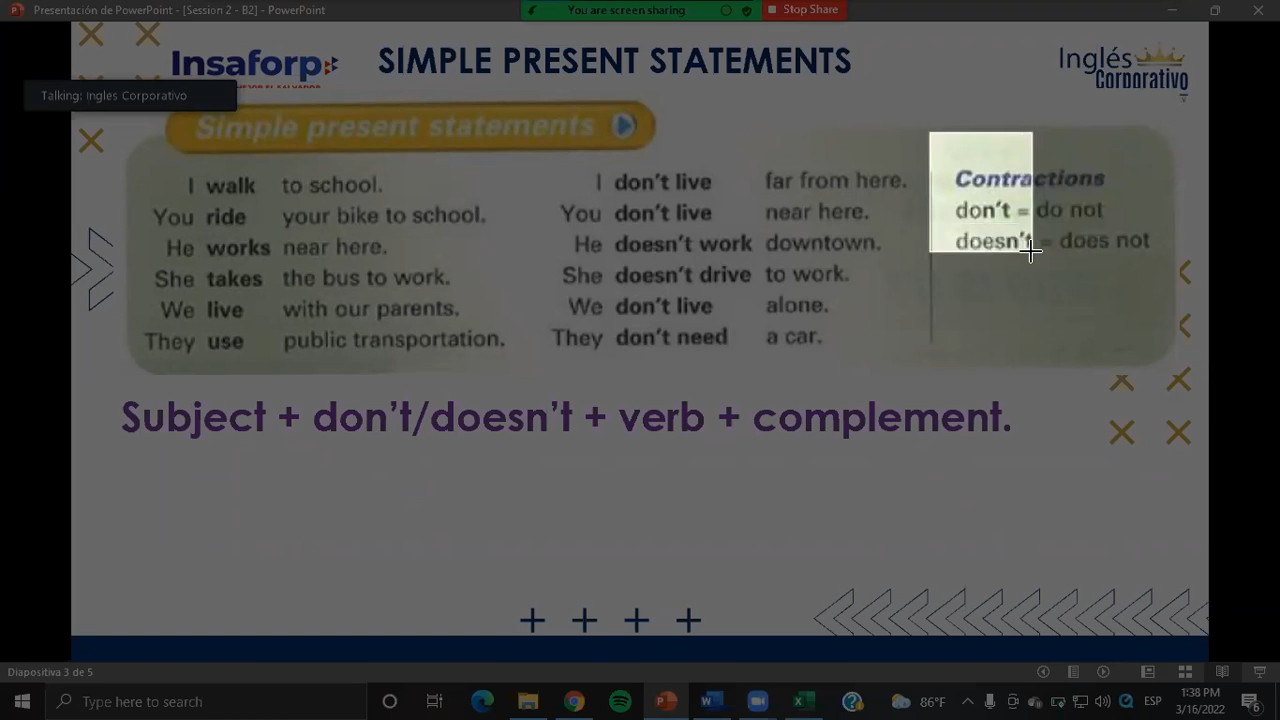 Presentación de PowerPoint - [Session 2 - B2] - PowerPoint
You are screen sharing
Stop Share
Insaforp
SIMPLE PRESENT STATEMENTS
Inglés
Corporativo
Talking: Ingles Corporativo
Simple present statements
I walk to school.
You ride your bike to school.
He works near here.
She takes the bus to work.
We live with our parents.
They use public transportation.
I don't live far from here.
You don't live near here.
He doesn't work downtown.
She doesn't drive to work.
We don't live alone.
They don't need a car.
Contractions
don't = do not
doesn't = does not
Subject + don't/doesn't + verb + complement.
Diapositiva 3 de 5
Type here to search
86°F
ESP
1:38 PM
3/16/2022
6